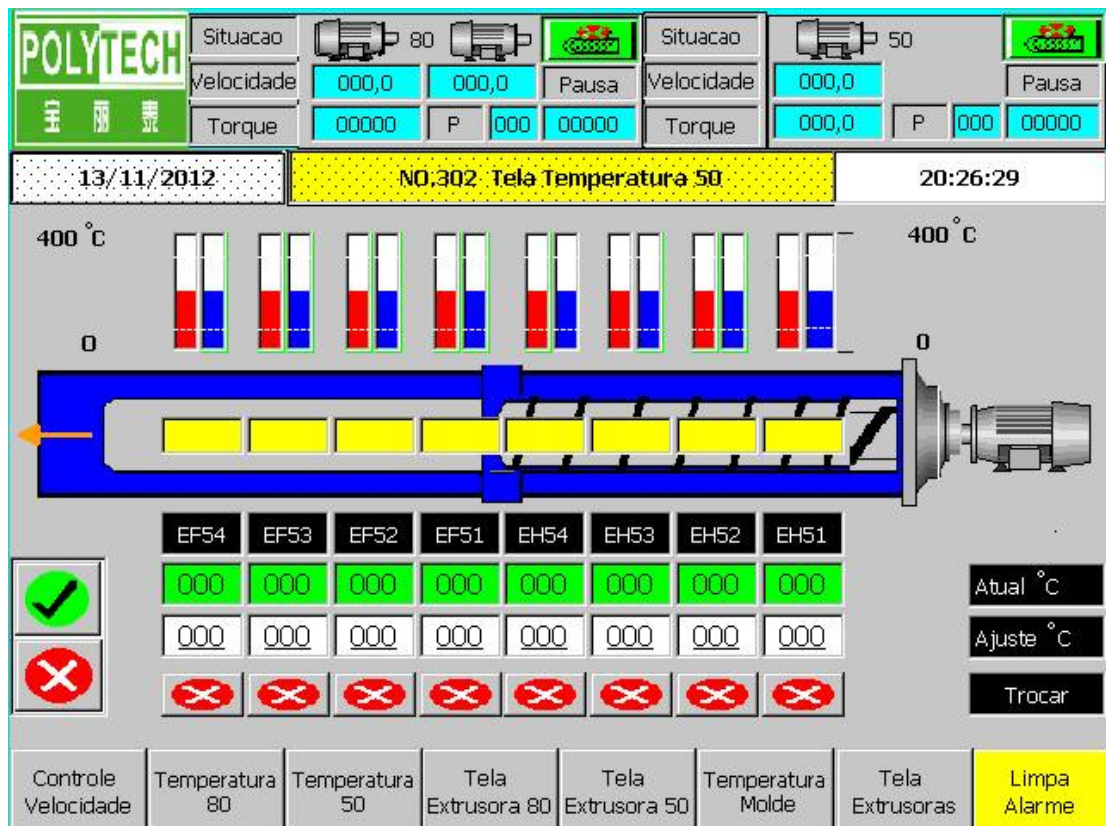 POLYTECH
宝丽泰
Situacao 80 Situacao 50
Velocidade 000,0 000,0 Pausa Velocidade 000,0 Pausa
Torque 00000 P 000 00000 Torque 000,0 P 000 00000
13/11/2012 NO.302 Tela Temperatura 50 20:26:29
400 °C 400 °C
0 0
EF54 EF53 EF52 EF51 EH54 EH53 EH52 EH51
000 000 000 000 000 000 000 000 Atual °C
000 000 000 000 000 000 000 000 Ajuste °C
Trocar
Controle Velocidade
Temperatura 80
Temperatura 50
Tela Extrusora 80
Tela Extrusora 50
Temperatura Molde
Tela Extrusoras
Limpa Alarme